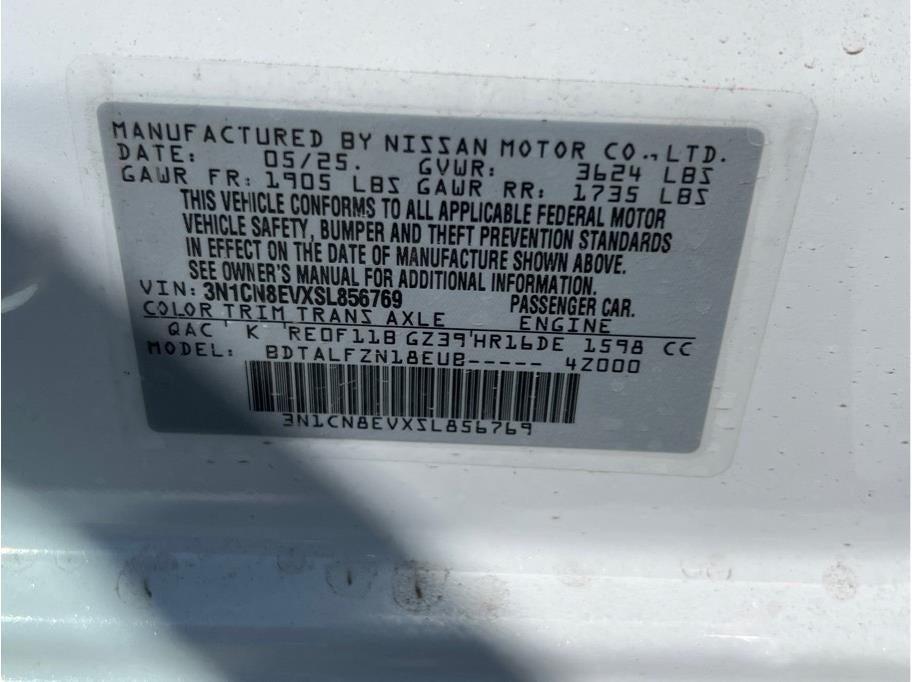 MANUFACTURED BY NISSAN MOTOR CO., LTD.
DATE: 05/25. GVWR: 3624 LBS
GAWR FR: 1905 LBS GAWR RR: 1735 LBS
THIS VEHICLE CONFORMS TO ALL APPLICABLE FEDERAL MOTOR
VEHICLE SAFETY, BUMPER AND THEFT PREVENTION STANDARDS
IN EFFECT ON THE DATE OF MANUFACTURE SHOWN ABOVE.
SEE OWNER'S MANUAL FOR ADDITIONAL INFORMATION.
VIN: 3N1CN8EVXSL856769 PASSENGER CAR.
COLOR TRIM TRANS AXLE ENGINE
QAC ' K 'RE0F11B GZ39'HR16DE 1598 CC
MODEL: BDTALFZN18EUB----- 4Z000
3N1CN8EVXSL856769